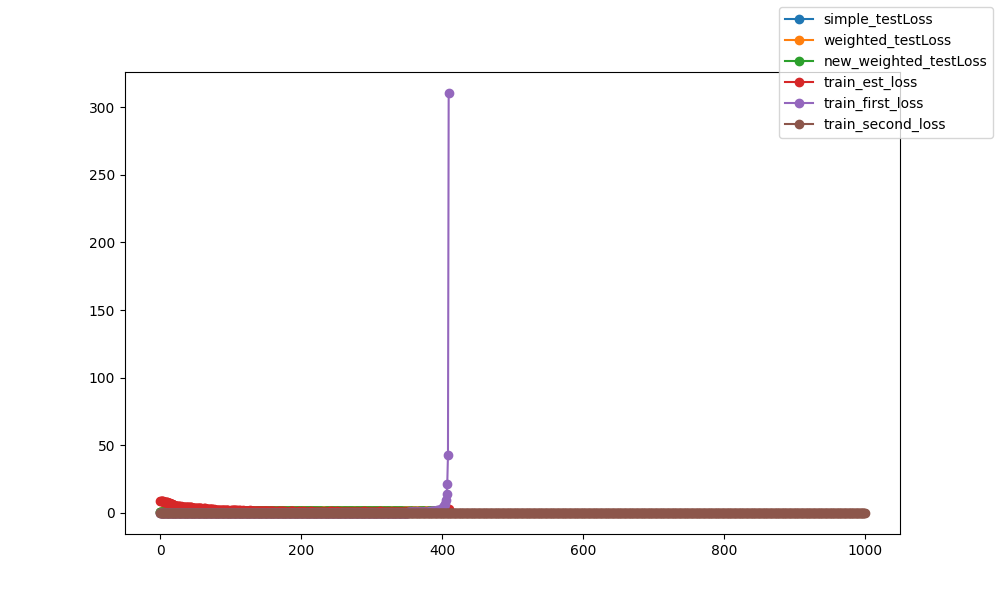 simple_testLoss
weighted_testLoss
new_weighted_testLoss
train_est_loss
train_first_loss
train_second_loss
300
250
200
150
100
50
0
0 200 400 600 800 1000